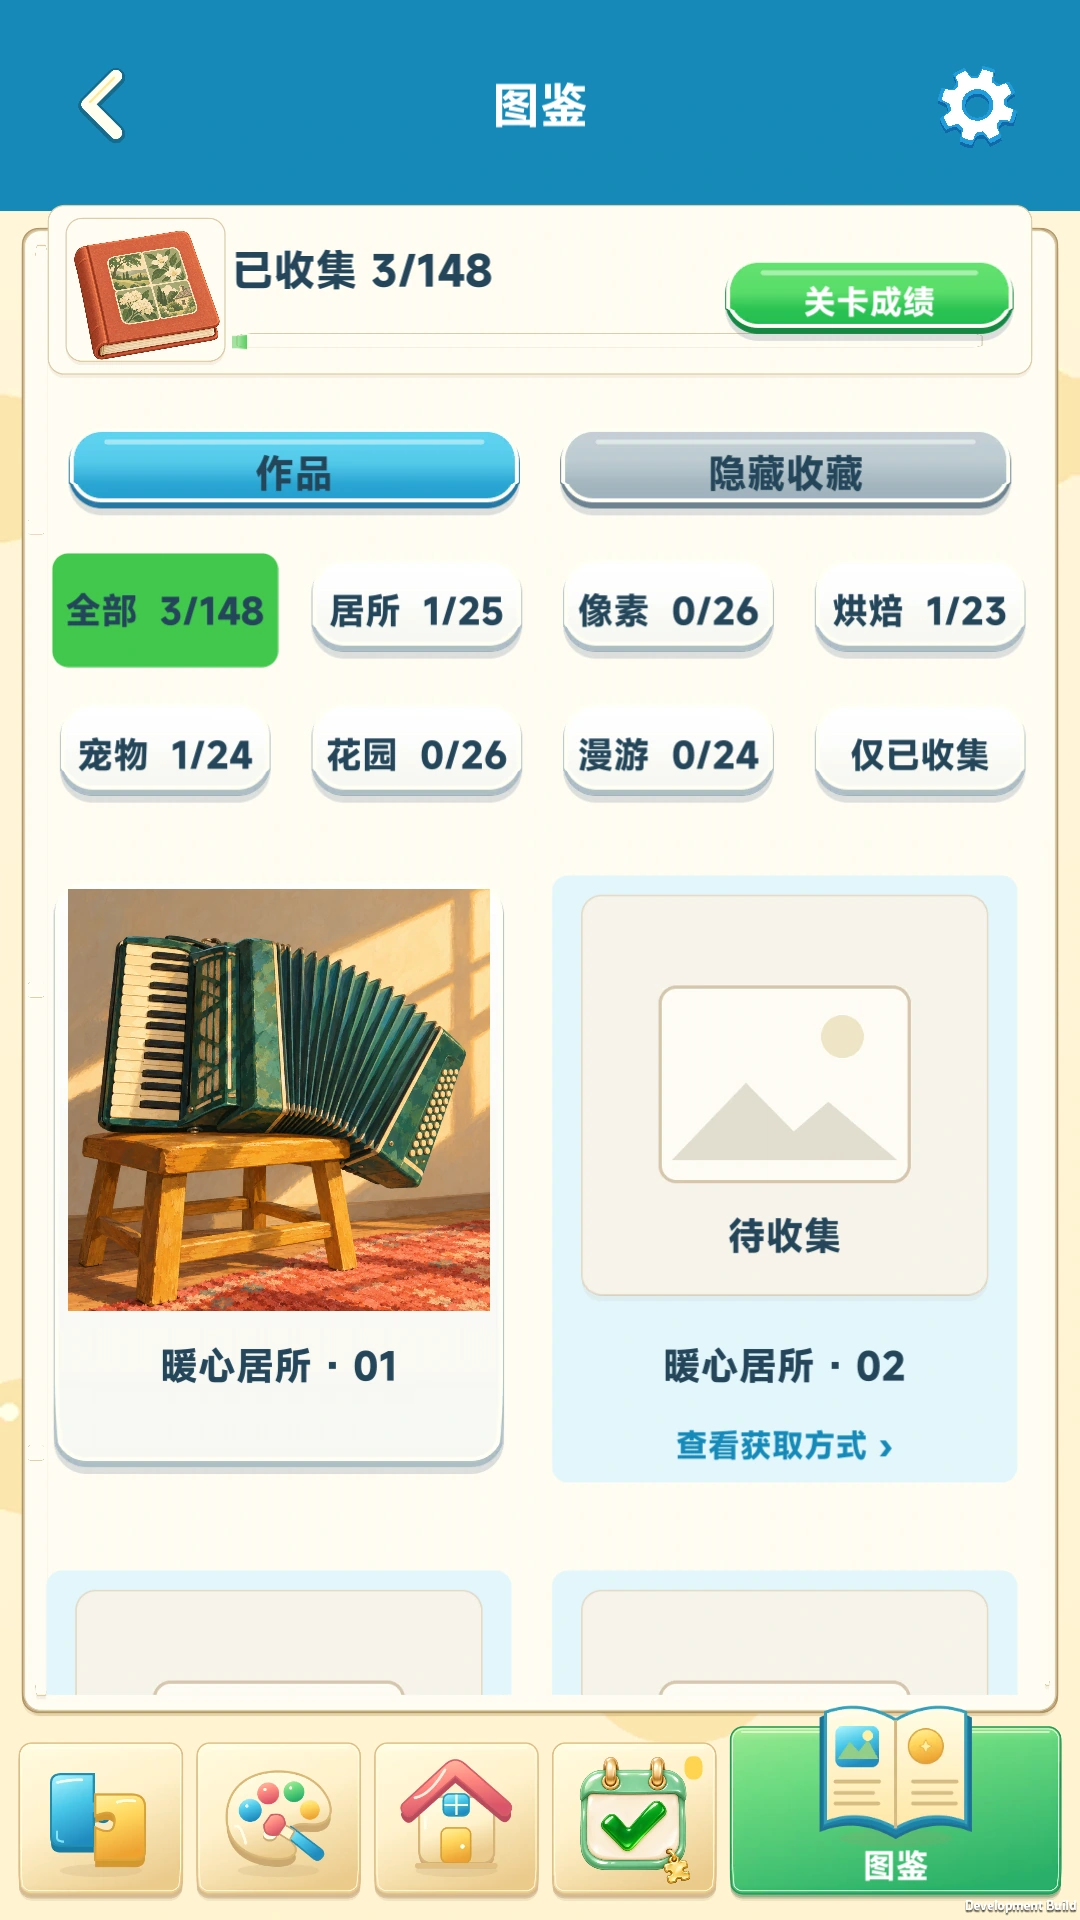 图鉴
已收集 3/148
关卡成绩
作品
隐藏收藏
全部 3/148
居所 1/25
像素 0/26
烘焙 1/23
宠物 1/24
花园 0/26
漫游 0/24
仅已收集
待收集
暖心居所 · 01
暖心居所 · 02
查看获取方式 ›
图鉴
Development Build